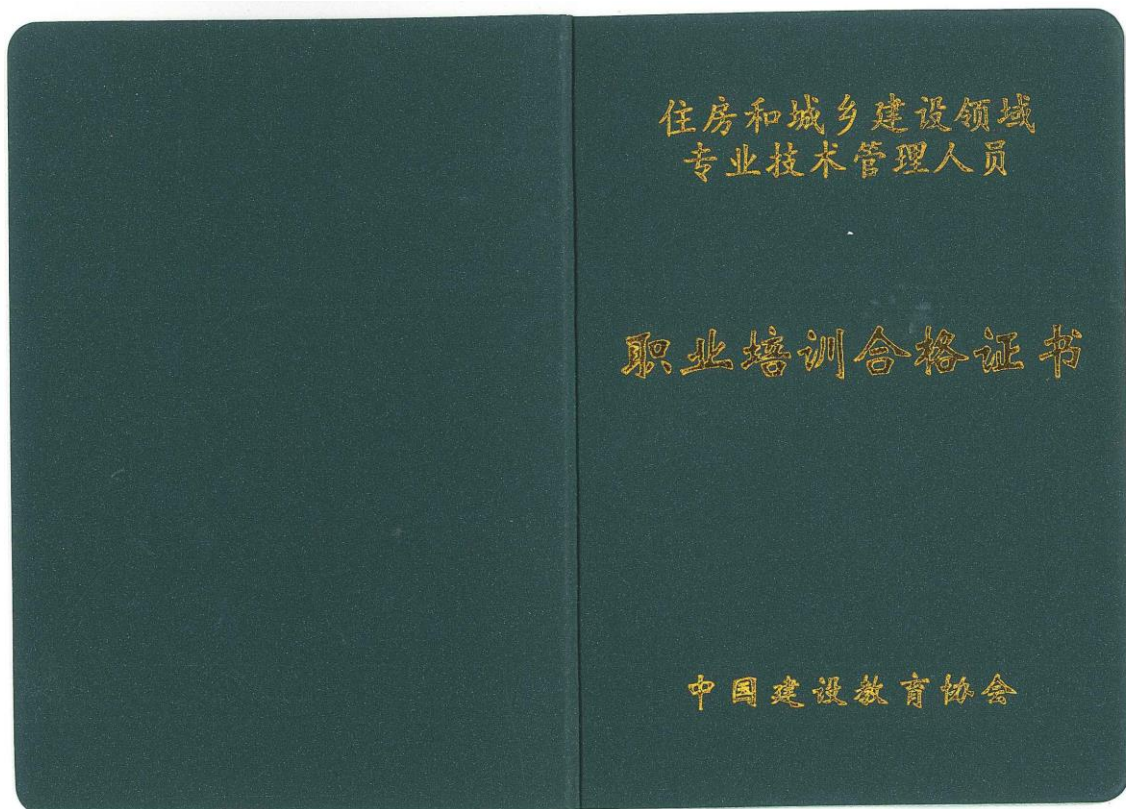 住房和城乡建设领域
专业技术管理人员
职业培训合格证书
中国建设教育协会